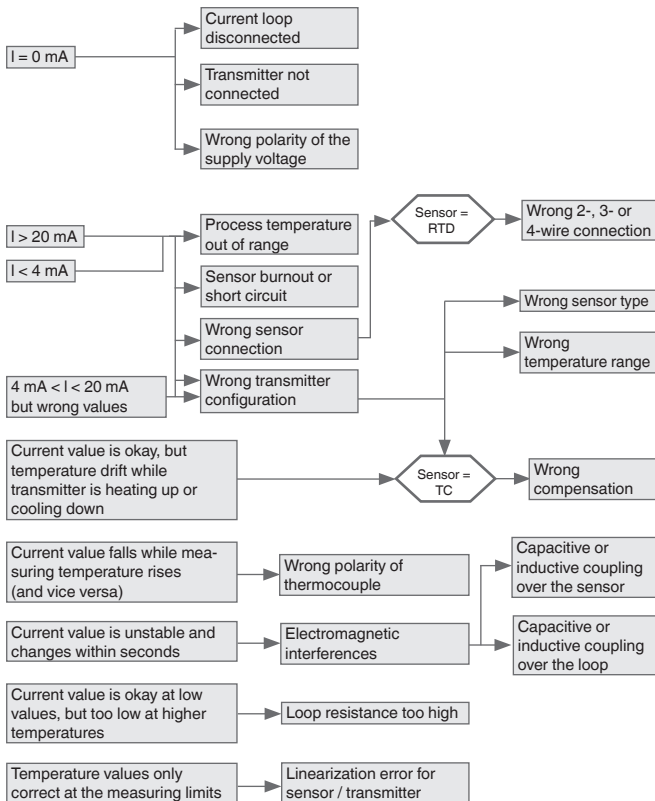 I = 0 mA
Current loop
disconnected
Transmitter not
connected
Wrong polarity of the
supply voltage
I > 20 mA
I < 4 mA
4 mA < I < 20 mA
but wrong values
Process temperature
out of range
Sensor burnout or
short circuit
Wrong sensor
connection
Wrong transmitter
configuration
Sensor =
RTD
Wrong 2-, 3- or
4-wire connection
Wrong sensor type
Wrong
temperature range
Current value is okay, but
temperature drift while
transmitter is heating up or
cooling down
Sensor =
TC
Wrong
compensation
Current value falls while mea-
suring temperature rises
(and vice versa)
Wrong polarity of
thermocouple
Current value is unstable and
changes within seconds
Electromagnetic
interferences
Capacitive or
inductive coupling
over the sensor
Capacitive or
inductive coupling
over the loop
Current value is okay at low
values, but too low at higher
temperatures
Loop resistance too high
Temperature values only
correct at the measuring limits
Linearization error for
sensor / transmitter